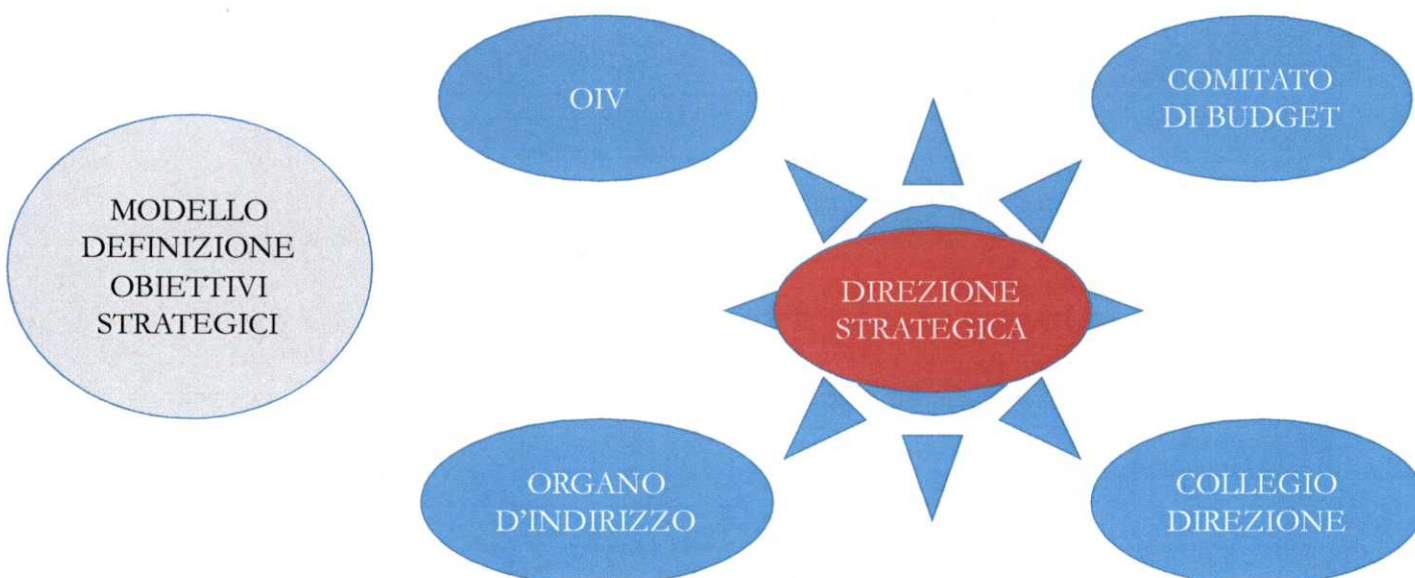 MODELLO
DEFINIZIONE
OBIETTIVI
STRATEGICI
OIV
COMITATO
DI BUDGET
DIREZIONE
STRATEGICA
ORGANO
D'INDIRIZZO
COLLEGIO
DIREZIONE